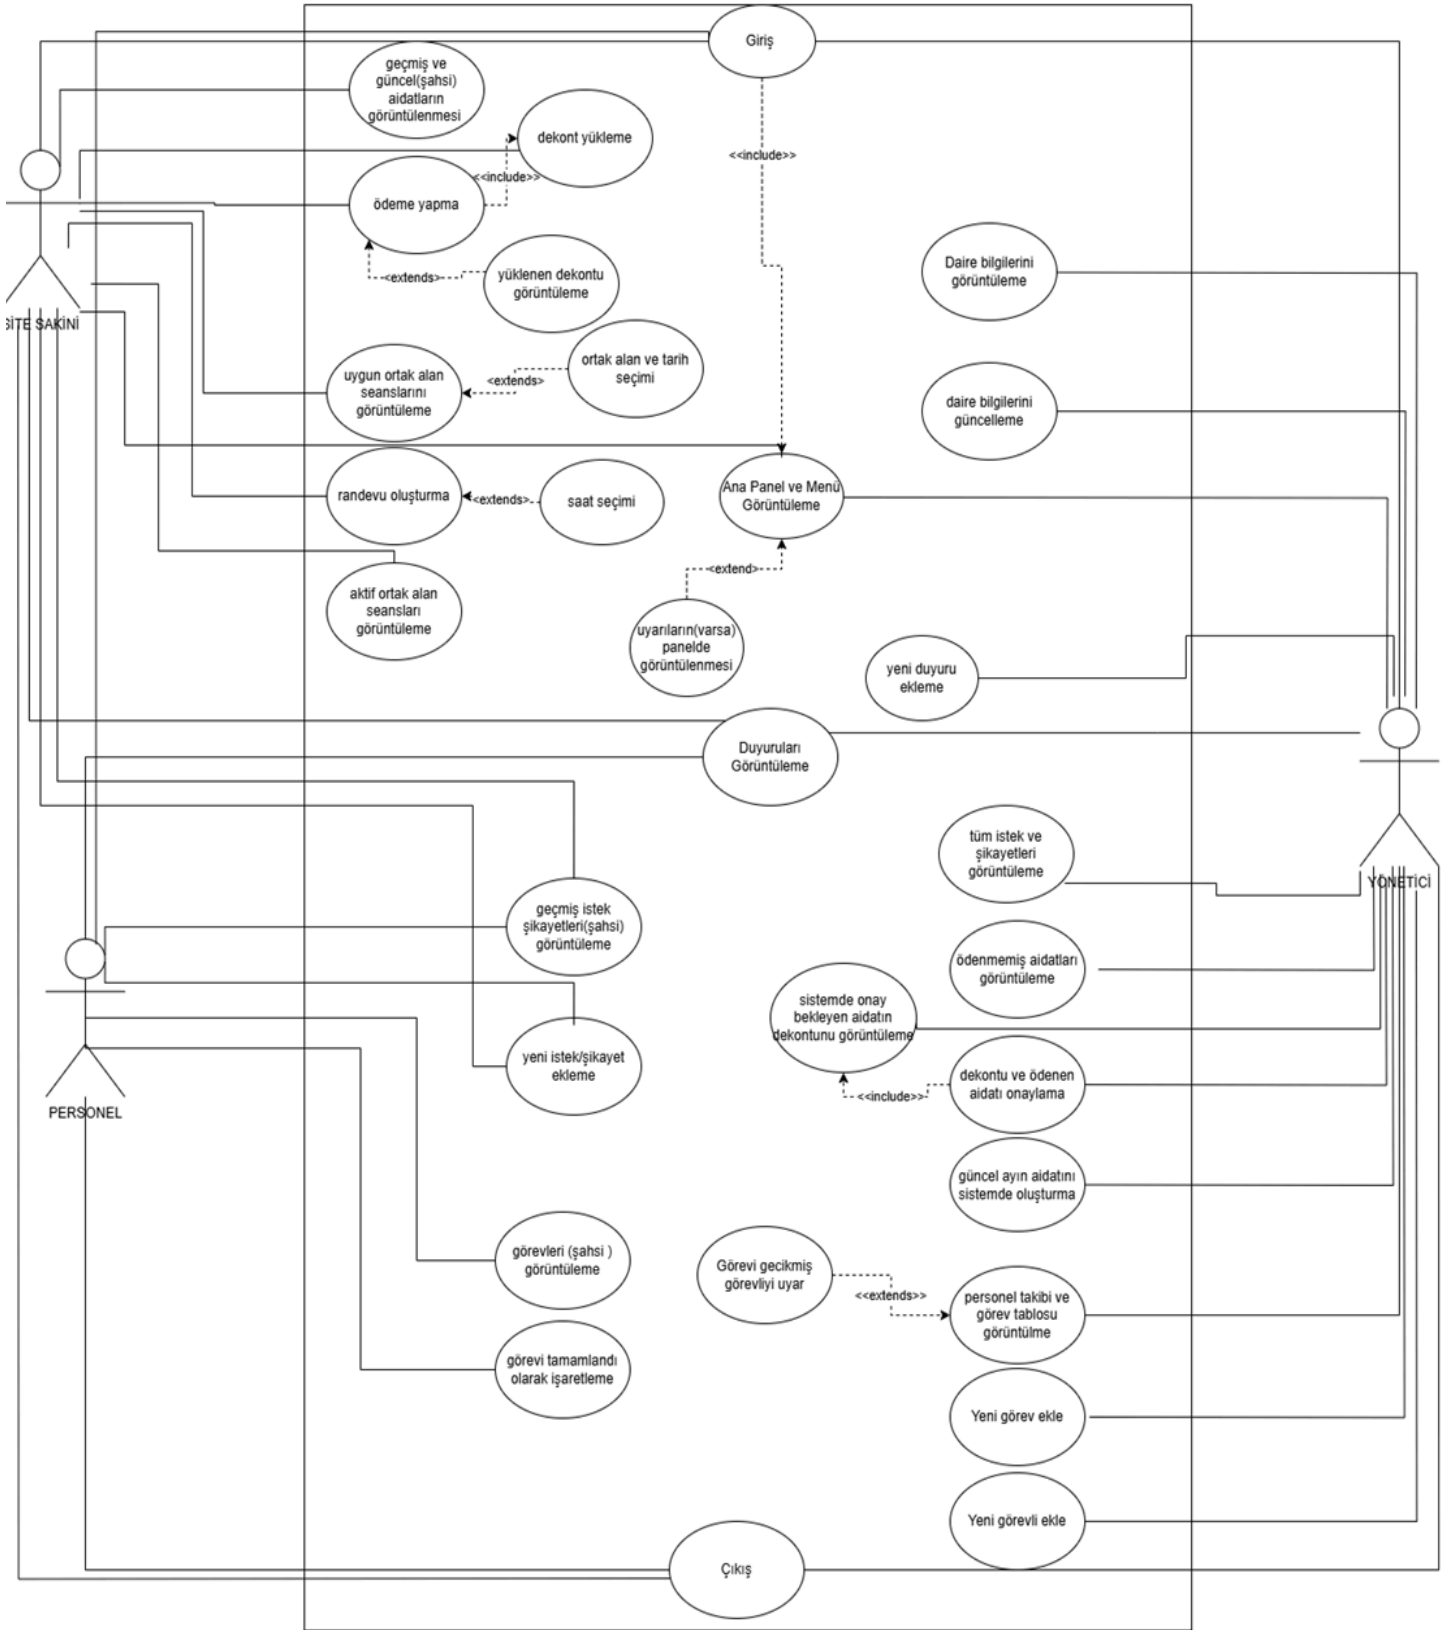 Giriş
geçmiş ve
güncel(şahsi)
aidatların
görüntülenmesi
dekont yükleme
<<include>>
<<include>>
ödeme yapma
<extends>
yüklenen dekontu
görüntüleme
Daire bilgilerini
görüntüleme
SİTE SAKİNİ
uygun ortak alan
seanslarını
görüntüleme
<extends>
ortak alan ve tarih
seçimi
daire bilgilerini
güncelleme
randevu oluşturma
<extends>
saat seçimi
Ana Panel ve Menü
Görüntüleme
<extend>
aktif ortak alan
seansları
görüntüleme
uyarıların(varsa)
panelde
görüntülenmesi
yeni duyuru
ekleme
Duyuruları
Görüntüleme
tüm istek ve
şikayetleri
görüntüleme
YÖNETİCİ
geçmiş istek
şikayetleri(şahsi)
görüntüleme
ödenmemiş aidatları
görüntüleme
sistemde onay
bekleyen aidatın
dekontunu görüntüleme
yeni istek/şikayet
ekleme
<<include>>
dekontu ve ödenen
aidatı onaylama
PERSONEL
güncel ayın aidatını
sistemde oluşturma
görevleri (şahsi )
görüntüleme
Görevi gecikmiş
görevliyi uyar
<<extends>>
personel takibi ve
görev tablosu
görüntülme
görevi tamamlandı
olarak işaretleme
Yeni görev ekle
Yeni görevli ekle
Çıkış